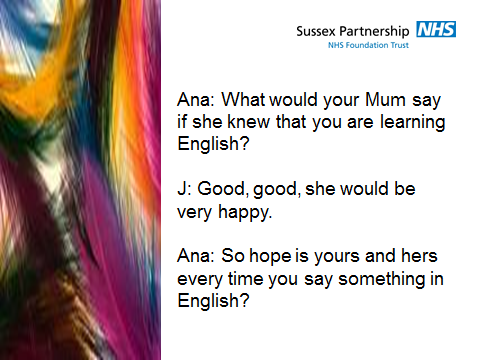 Sussex Partnership NHS
NHS Foundation Trust
Ana: What would your Mum say
if she knew that you are learning
English?
J: Good, good, she would be
very happy.
Ana: So hope is yours and hers
every time you say something in
English?